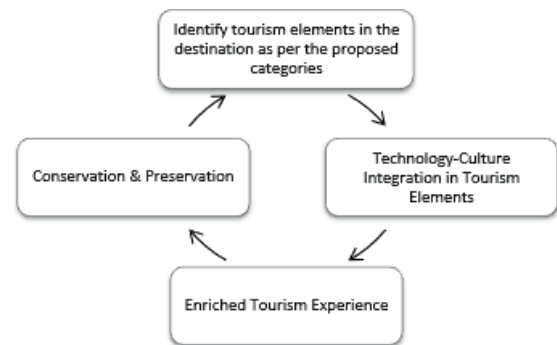 Identify tourism elements in the
destination as per the proposed
categories
Technology-Culture
Integration in Tourism
Elements
Enriched Tourism Experience
Conservation & Preservation